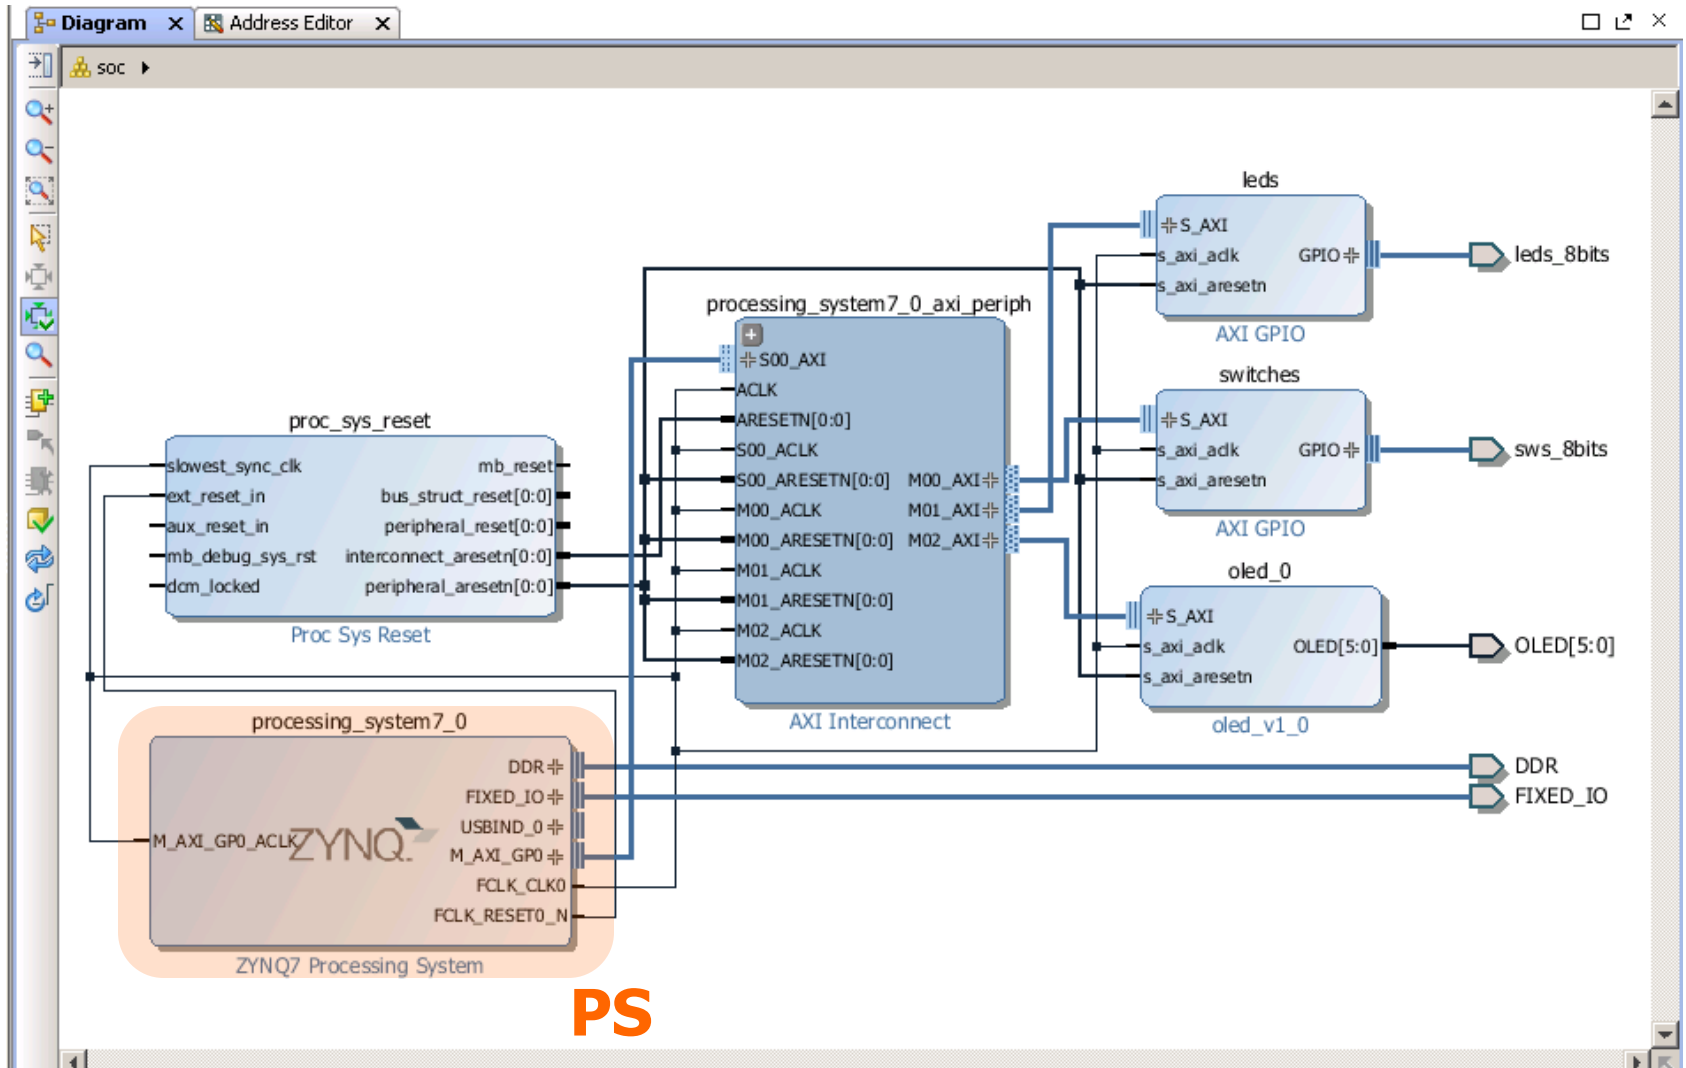 Diagram X Address Editor X
soc
leds
S_AXI
s_axi_aclk GPIO
s_axi_aresetn
AXI GPIO
leds_8bits
processing_system7_0_axi_periph
S00_AXI
ACLK
ARESETN[0:0]
S00_ACLK
S00_ARESETN[0:0] M00_AXI
M00_ACLK M01_AXI
M00_ARESETN[0:0] M02_AXI
M01_ACLK
M01_ARESETN[0:0]
M02_ACLK
M02_ARESETN[0:0]
AXI Interconnect
switches
S_AXI
s_axi_aclk GPIO
s_axi_aresetn
AXI GPIO
sws_8bits
proc_sys_reset
slowest_sync_clk mb_reset
ext_reset_in bus_struct_reset[0:0]
aux_reset_in peripheral_reset[0:0]
mb_debug_sys_rst interconnect_aresetn[0:0]
dcm_locked peripheral_aresetn[0:0]
Proc Sys Reset
oled_0
S_AXI
s_axi_aclk OLED[5:0]
s_axi_aresetn
oled_v1_0
OLED[5:0]
processing_system7_0
DDR
FIXED_IO
USBIND_0
M_AXI_GP0_ACLK ZYNQ. M_AXI_GP0
FCLK_CLK0
FCLK_RESET0_N
ZYNQ7 Processing System
DDR
FIXED_IO
PS